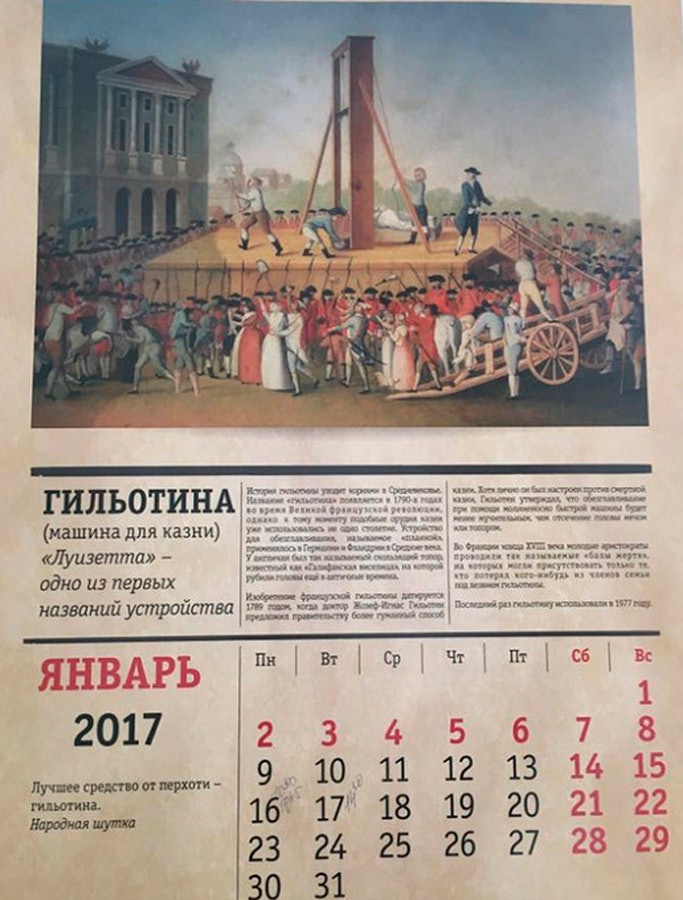 ГИЛЬОТИНА
(машина для казни)
«Луизетта» –
одно из первых
названий устройства
История гильотины уходит корнями в Средневековье.
Название «гильотина» появляется в 1790-х годах
во время Великой французской революции,
однако к тому моменту подобные орудия казни
уже использовались не одно столетие. Устройство
для обезглавливания, называемое «планкой»,
применялось в Германии и Фландрии в Средние века.
У англичан был так называемый скользящий топор,
известный как «Галифакская виселица», на которой
рубили головы ещё в античные времена.
Изобретение французской гильотины датируется
1789 годом, когда доктор Жозеф-Игнас Гильотен
предложил правительству более гуманный способ
казни. Хотя лично он был настроен против смертной
казни, Гильотен утверждал, что обезглавливание
при помощи молниеносно быстрой машины будет
менее мучительным, чем отсечение головы мечом
или топором.
Во Франции конца XVIII века молодые аристократы
проводили так называемые «балы жертв»,
на которых могли присутствовать только те,
кто потерял кого-нибудь из членов семьи
под лезвием гильотины.
Последний раз гильотину использовали в 1977 году.
ЯНВАРЬ
2017
Лучшее средство от перхоти –
гильотина.
Народная шутка
Пн Вт Ср Чт Пт Сб Вс
1
2 3 4 5 6 7 8
9 10 11 12 13 14 15
16 17 18 19 20 21 22
23 24 25 26 27 28 29
30 31